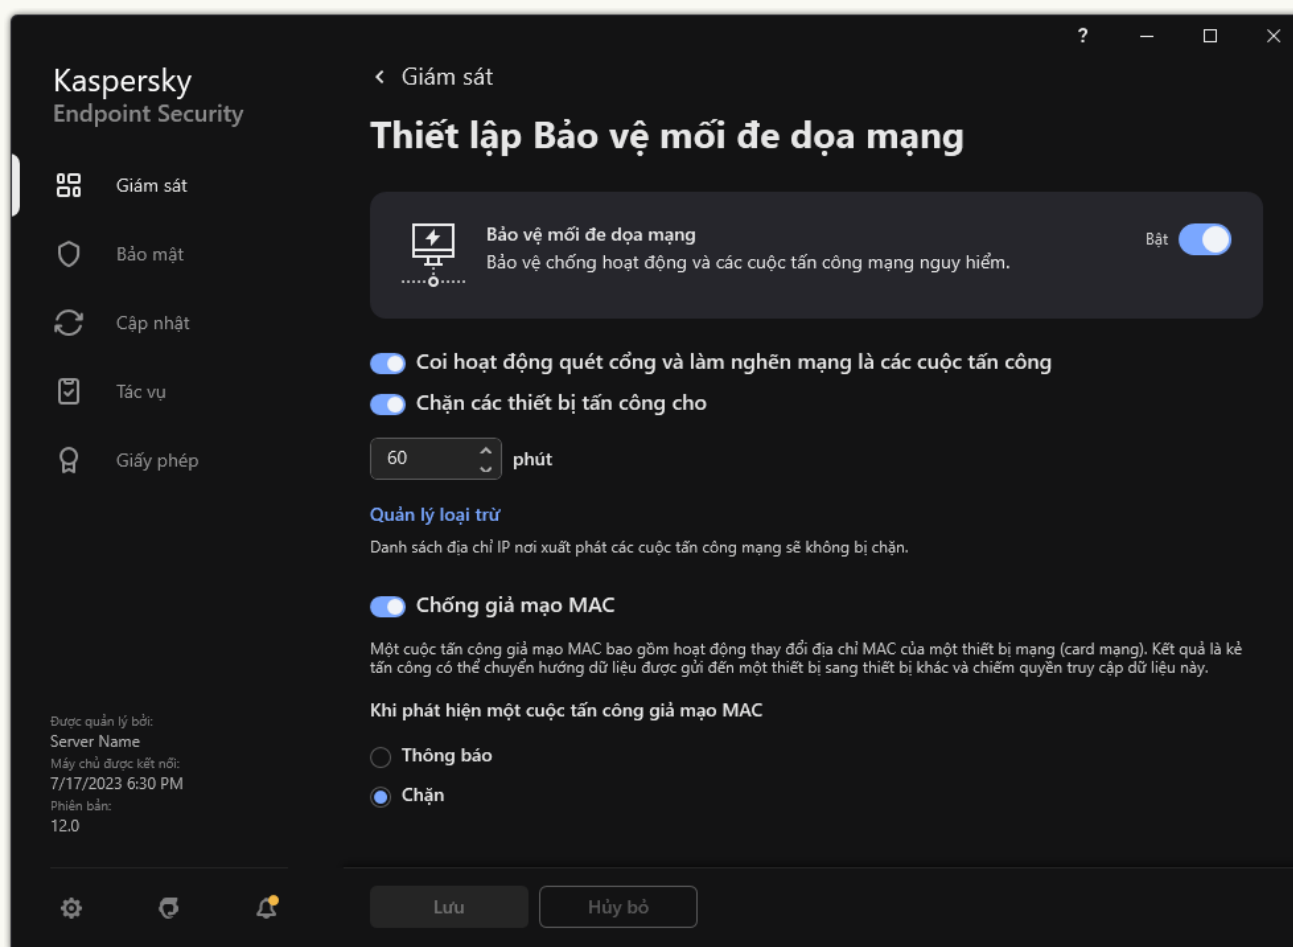 ?
Kaspersky
Endpoint Security
Giám sát
Bảo mật
Cập nhật
Tác vụ
Giấy phép
Được quản lý bởi:
Server Name
Máy chủ được kết nối:
7/17/2023 6:30 PM
Phiên bản:
12.0
Giám sát
Thiết lập Bảo vệ mối đe dọa mạng
Bảo vệ mối đe dọa mạng
Bảo vệ chống hoạt động và các cuộc tấn công mạng nguy hiểm.
Bật
Coi hoạt động quét cổng và làm nghẽn mạng là các cuộc tấn công
Chặn các thiết bị tấn công cho
60 phút
Quản lý loại trừ
Danh sách địa chỉ IP nơi xuất phát các cuộc tấn công mạng sẽ không bị chặn.
Chống giả mạo MAC
Một cuộc tấn công giả mạo MAC bao gồm hoạt động thay đổi địa chỉ MAC của một thiết bị mạng (card mạng). Kết quả là kẻ
tấn công có thể chuyển hướng dữ liệu được gửi đến một thiết bị sang thiết bị khác và chiếm quyền truy cập dữ liệu này.
Khi phát hiện một cuộc tấn công giả mạo MAC
Thông báo
Chặn
Lưu
Hủy bỏ